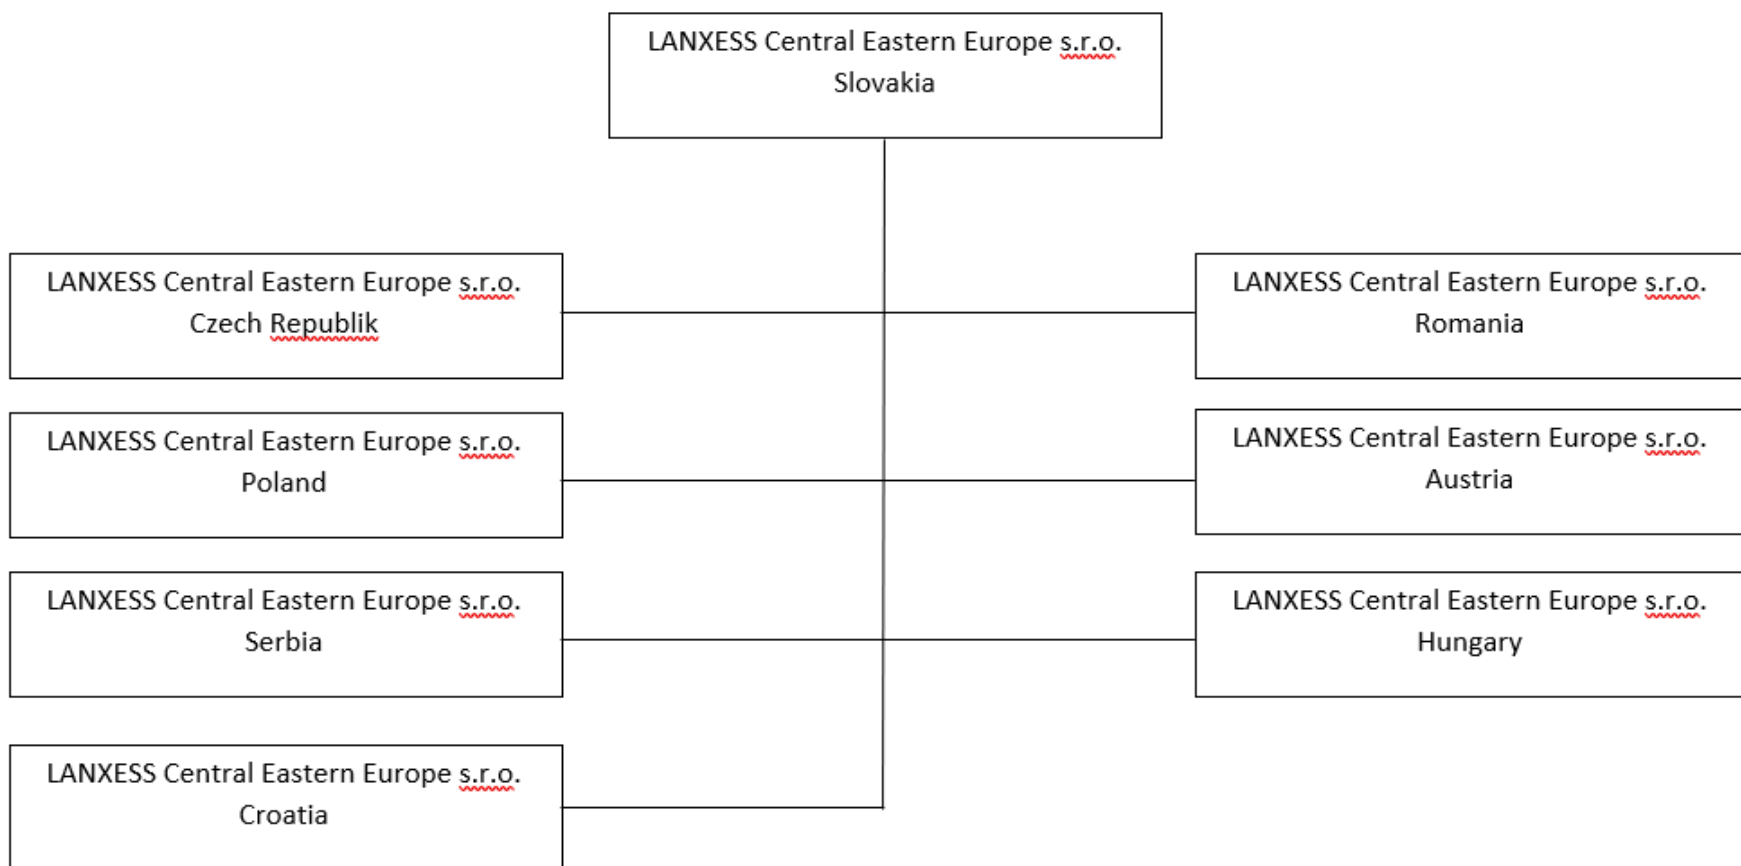 LANXESS Central Eastern Europe s.r.o.
Slovakia
LANXESS Central Eastern Europe s.r.o.
Czech Republik
LANXESS Central Eastern Europe s.r.o.
Romania
LANXESS Central Eastern Europe s.r.o.
Poland
LANXESS Central Eastern Europe s.r.o.
Austria
LANXESS Central Eastern Europe s.r.o.
Serbia
LANXESS Central Eastern Europe s.r.o.
Hungary
LANXESS Central Eastern Europe s.r.o.
Croatia